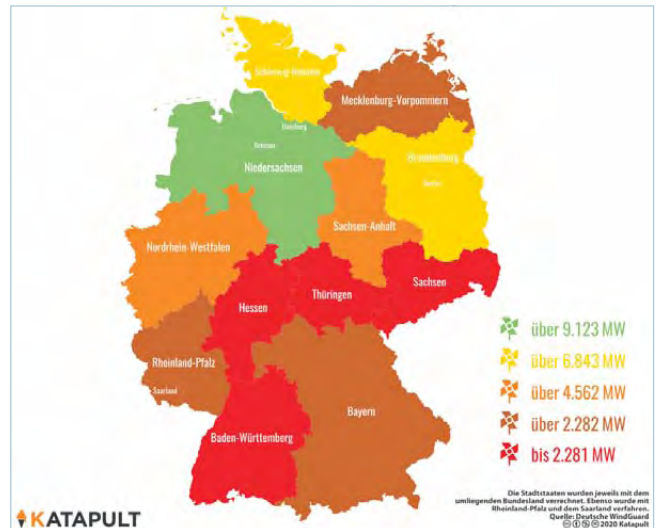 Schleswig-Holstein
Mecklenburg-Vorpommern
Hamburg
Bremen
Niedersachsen
Brandenburg
Berlin
Sachsen-Anhalt
Nordrhein-Westfalen
Sachsen
Thüringen
Hessen
Rheinland-Pfalz
Saarland
Bayern
Baden-Württemberg
über 9.123 MW
über 6.843 MW
über 4.562 MW
über 2.282 MW
bis 2.281 MW
Die Stadtstaaten wurden jeweils mit dem
umliegenden Bundesland verrechnet. Ebenso wurde mit
Rheinland-Pfalz und dem Saarland verfahren.
Quelle: Deutsche WindGuard
©2020 Katapult
KATAPULT